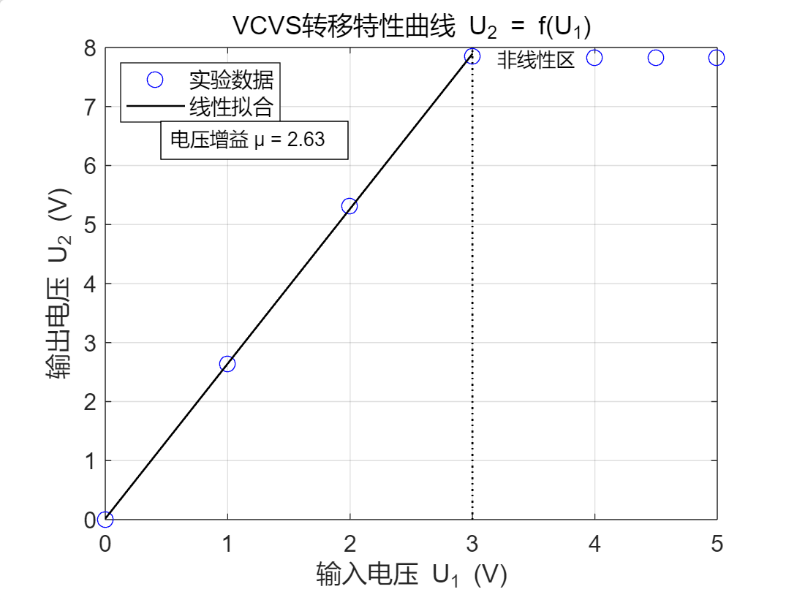 VCVS转移特性曲线 U₂ = f(U₁)
实验数据
线性拟合
电压增益 μ = 2.63
非线性区
8
7
6
5
4
3
2
1
0
输出电压 U₂ (V)
0 1 2 3 4 5
输入电压 U₁ (V)